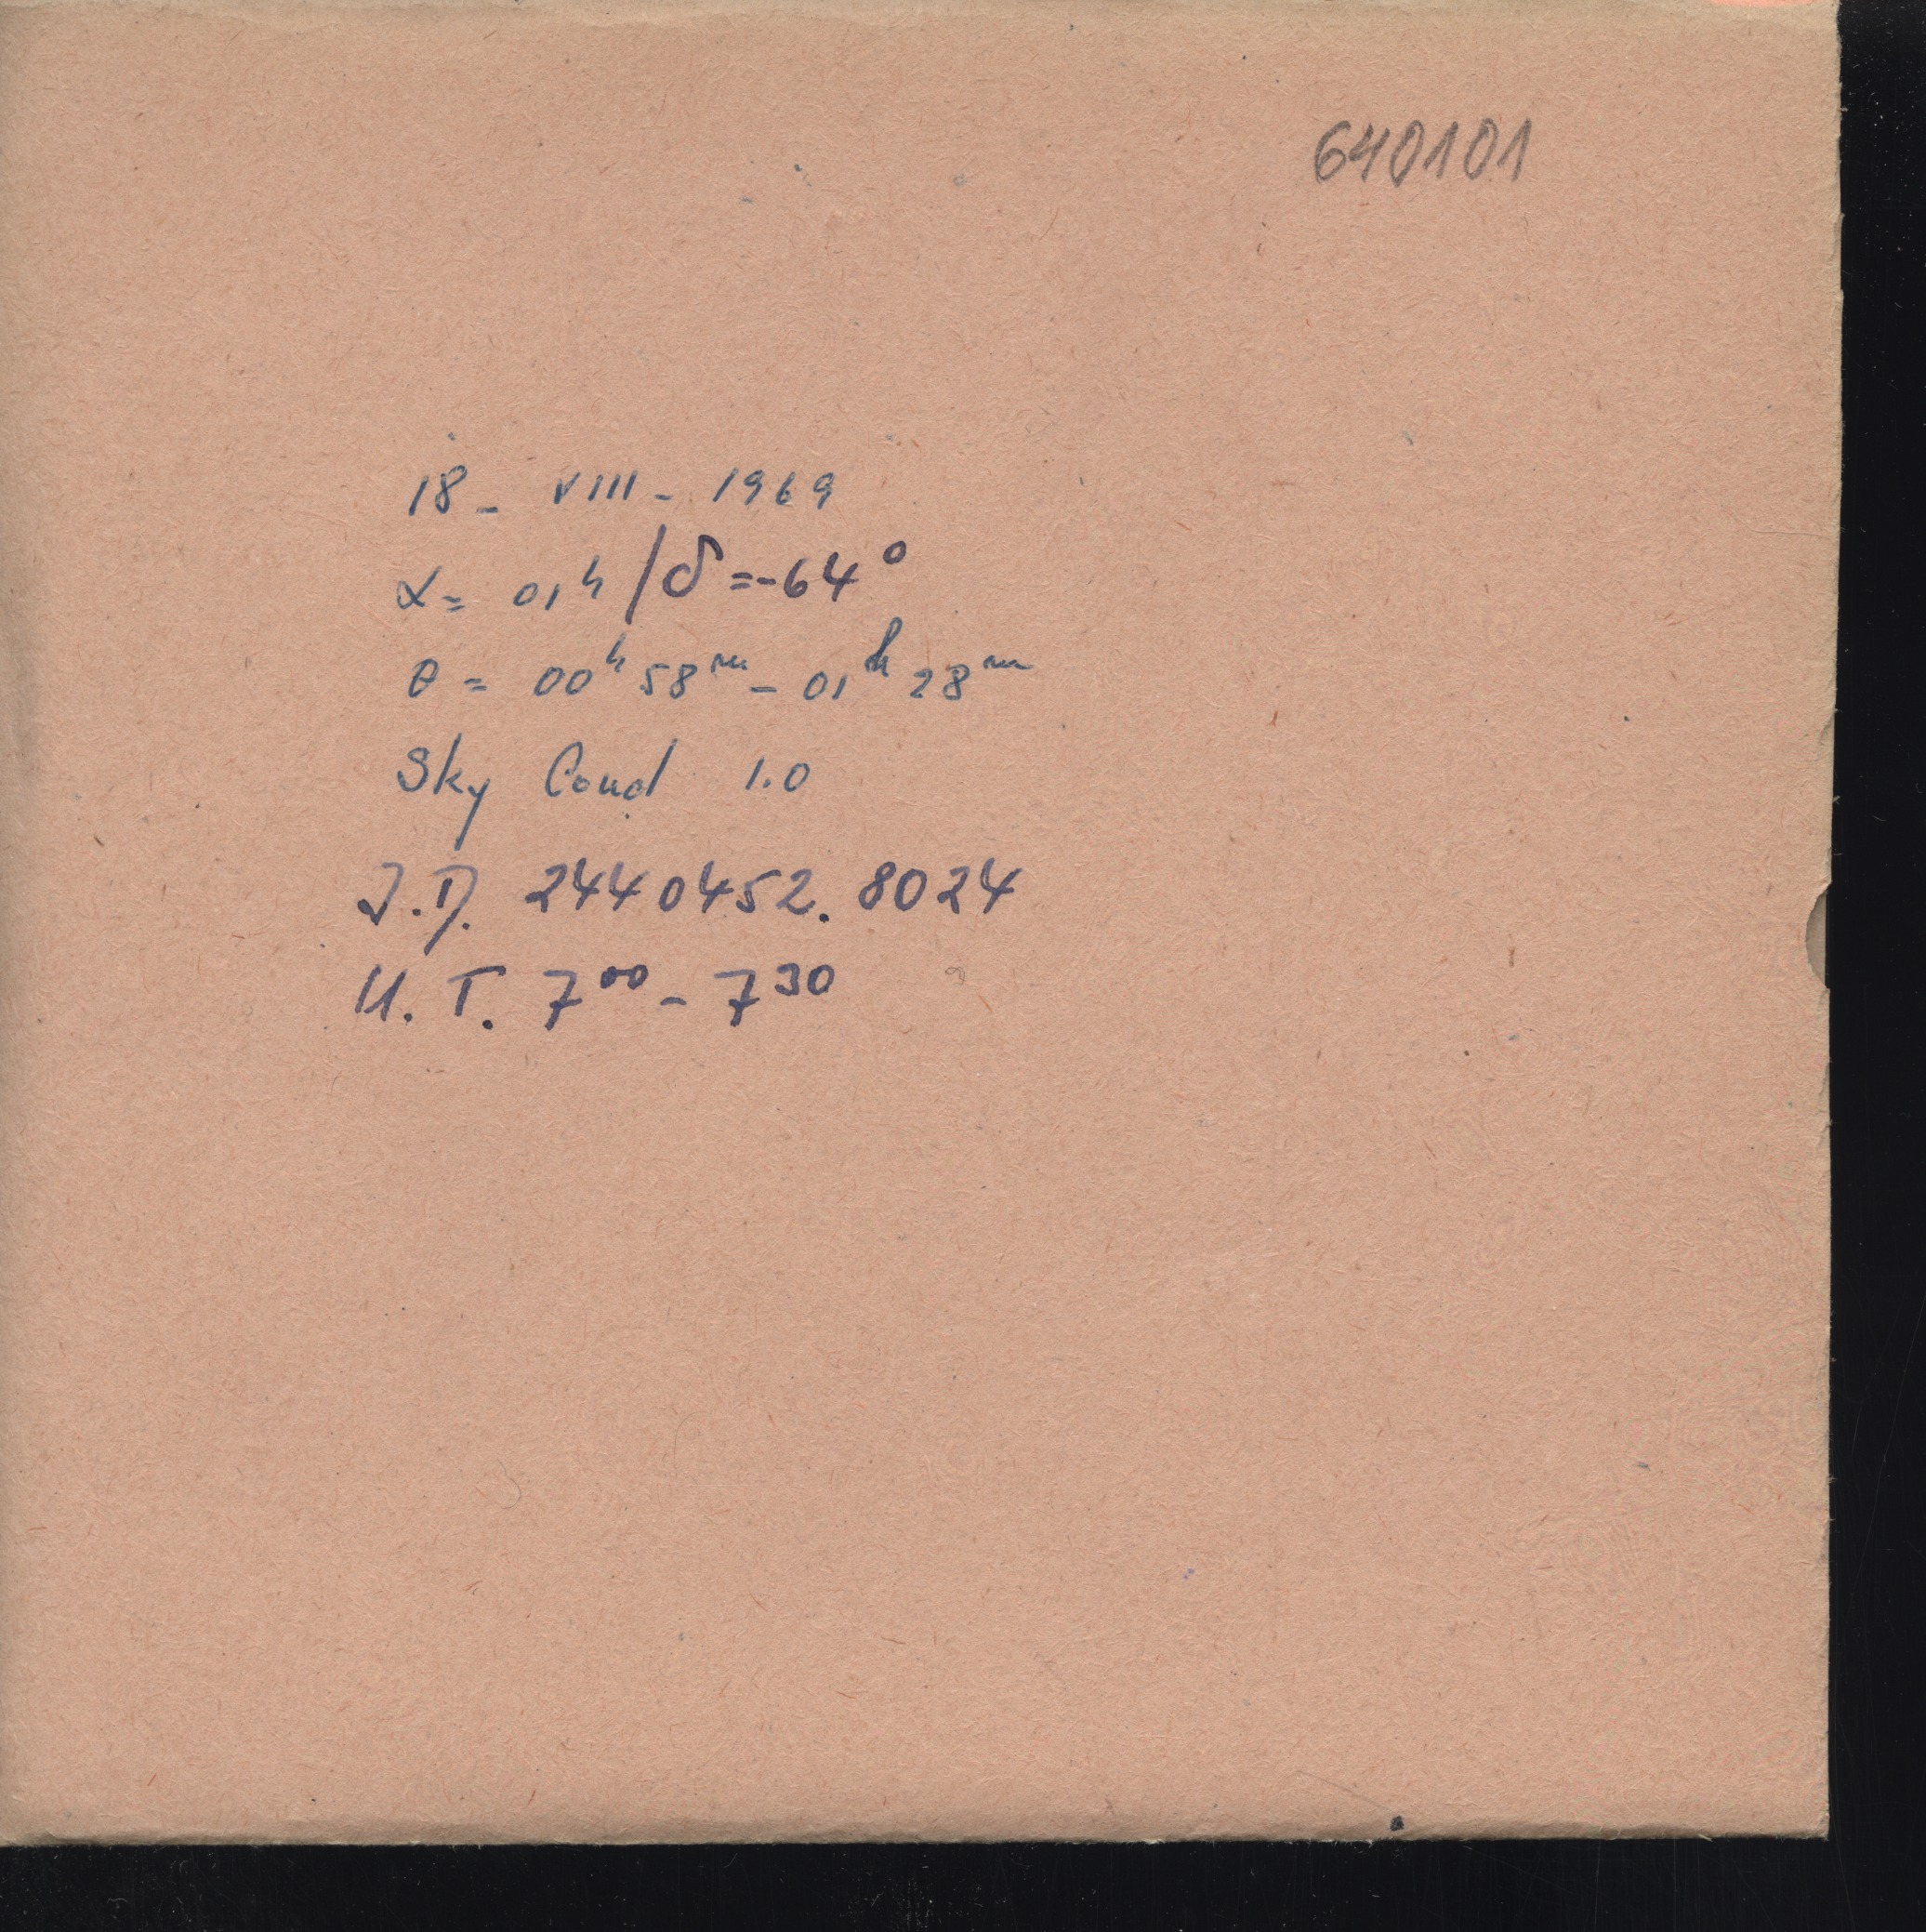 640101
18 - VIII - 1969
α = 01ʰ / δ = -64°
θ = 00ʰ 58ᵐ - 01ʰ 28ᵐ
Sky Cond 1.0
J.D. 2440452.8024
U.T. 7⁰⁰ - 7³⁰